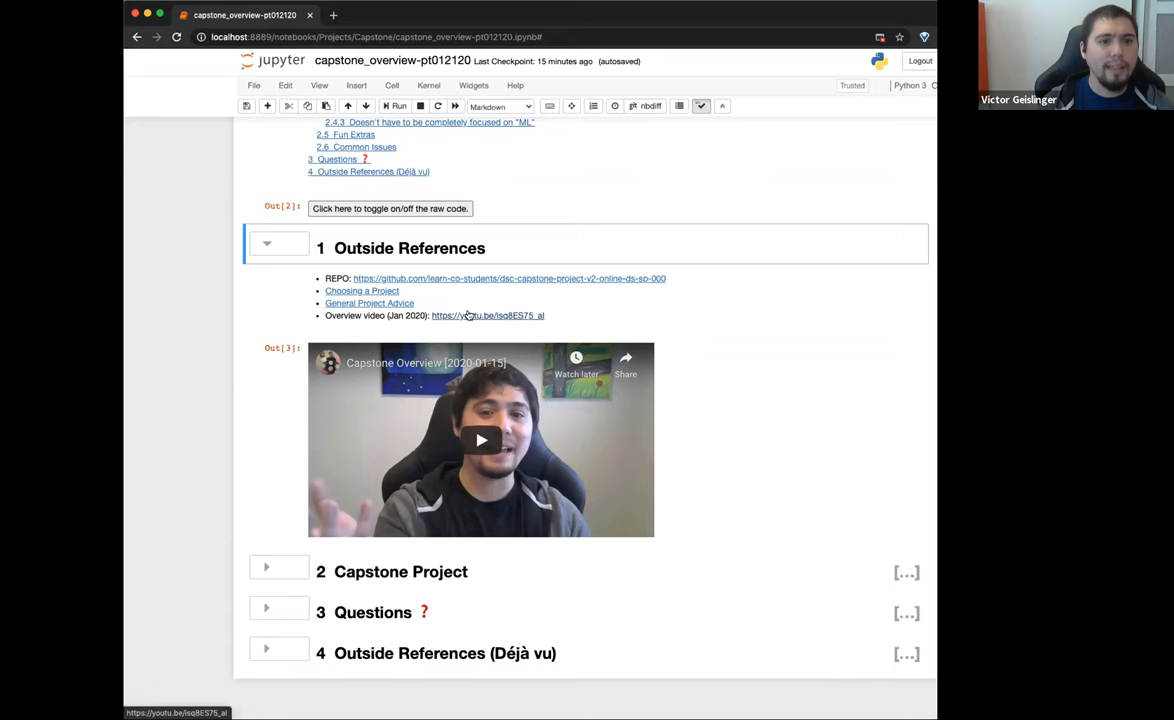 capstone_overview-pt012120
localhost:8889/notebooks/Projects/Capstone/capstone_overview-pt012120.ipynb#
jupyter capstone_overview-pt012120 Last Checkpoint: 15 minutes ago (autosaved) Logout
File Edit View Insert Cell Kernel Widgets Help Trusted Python 3
Run Markdown nbdiff
2.4.3 Doesn't have to be completely focused on "ML"
2.5 Fun Extras
2.6 Common Issues
3 Questions ❓
4 Outside References (Déjà vu)
Out[2]: Click here to toggle on/off the raw code.
1 Outside References
REPO: https://github.com/learn-co-students/dsc-capstone-project-v2-online-ds-sp-000
Choosing a Project
General Project Advice
Overview video (Jan 2020): https://youtu.be/isq8ES75_aI
Out[3]:
Capstone Overview [2020-01-15]
Watch later Share
2 Capstone Project [...]
3 Questions ❓ [...]
4 Outside References (Déjà vu) [...]
https://youtu.be/isq8ES75_aI
Victor Geislinger